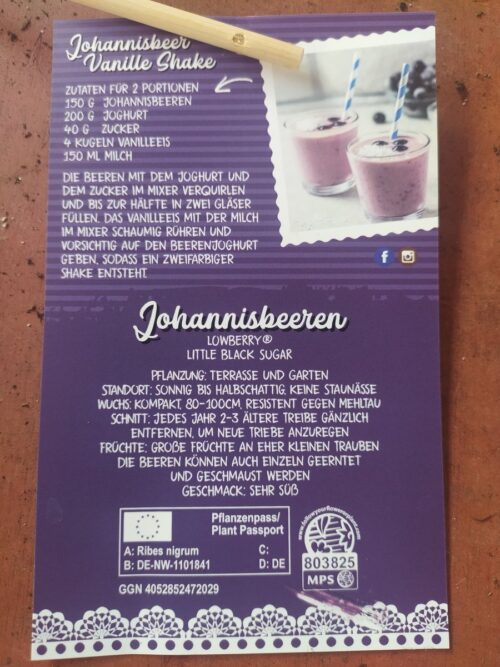 Johannisbeer
Vanille Shake
ZUTATEN FÜR 2 PORTIONEN
150 G JOHANNISBEEREN
200 G JOGHURT
40 G ZUCKER
4 KUGELN VANILLEEIS
150 ML MILCH
DIE BEEREN MIT DEM JOGHURT UND
DEM ZUCKER IM MIXER VERQUIRLEN
UND BIS ZUR HÄLFTE IN ZWEI GLÄSER
FÜLLEN. DAS VANILLEEIS MIT DER MILCH
IM MIXER SCHAUMIG RÜHREN UND
VORSICHTIG AUF DEN BEERENJOGHURT
GEBEN, SODASS EIN ZWEIFARBIGER
SHAKE ENTSTEHT.
f
Johannisbeeren
LOWBERRY®
LITTLE BLACK SUGAR
PFLANZUNG: TERRASSE UND GARTEN
STANDORT: SONNIG BIS HALBSCHATTIG, KEINE STAUNÄSSE
WUCHS: KOMPAKT, 80-100CM, RESISTENT GEGEN MEHLTAU
SCHNITT: JEDES JAHR 2-3 ÄLTERE TREIBE GÄNZLICH
ENTFERNEN, UM NEUE TRIEBE ANZUREGEN
FRÜCHTE: GROßE FRÜCHTE AN EHER KLEINEN TRAUBEN
DIE BEEREN KÖNNEN AUCH EINZELN GEERNTET
UND GESCHMAUST WERDEN
GESCHMACK: SEHR SÜß
Pflanzenpass/
Plant Passport
A: Ribes nigrum C:
B: DE-NW-1101841 D: DE
GGN 4052852472029
www.followyourflowersplant.com
803825
MPS